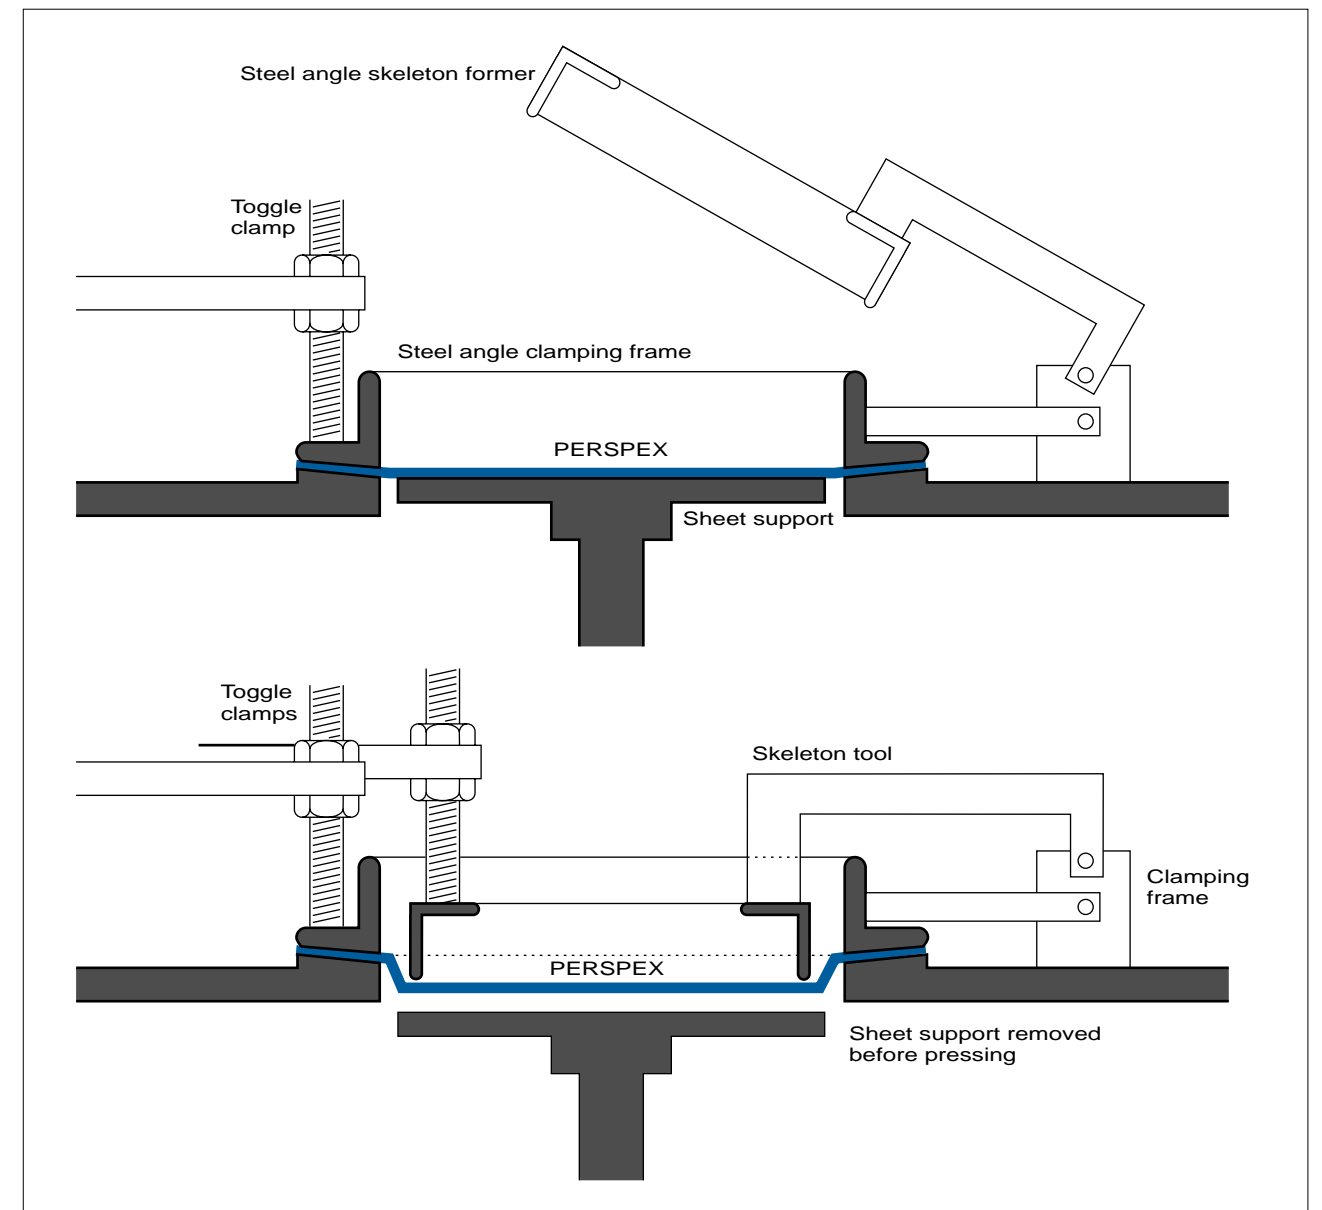 Steel angle skeleton former
Toggle
clamp
Steel angle clamping frame
PERSPEX
Sheet support
Toggle
clamps
Skeleton tool
Clamping
frame
PERSPEX
Sheet support removed
before pressing